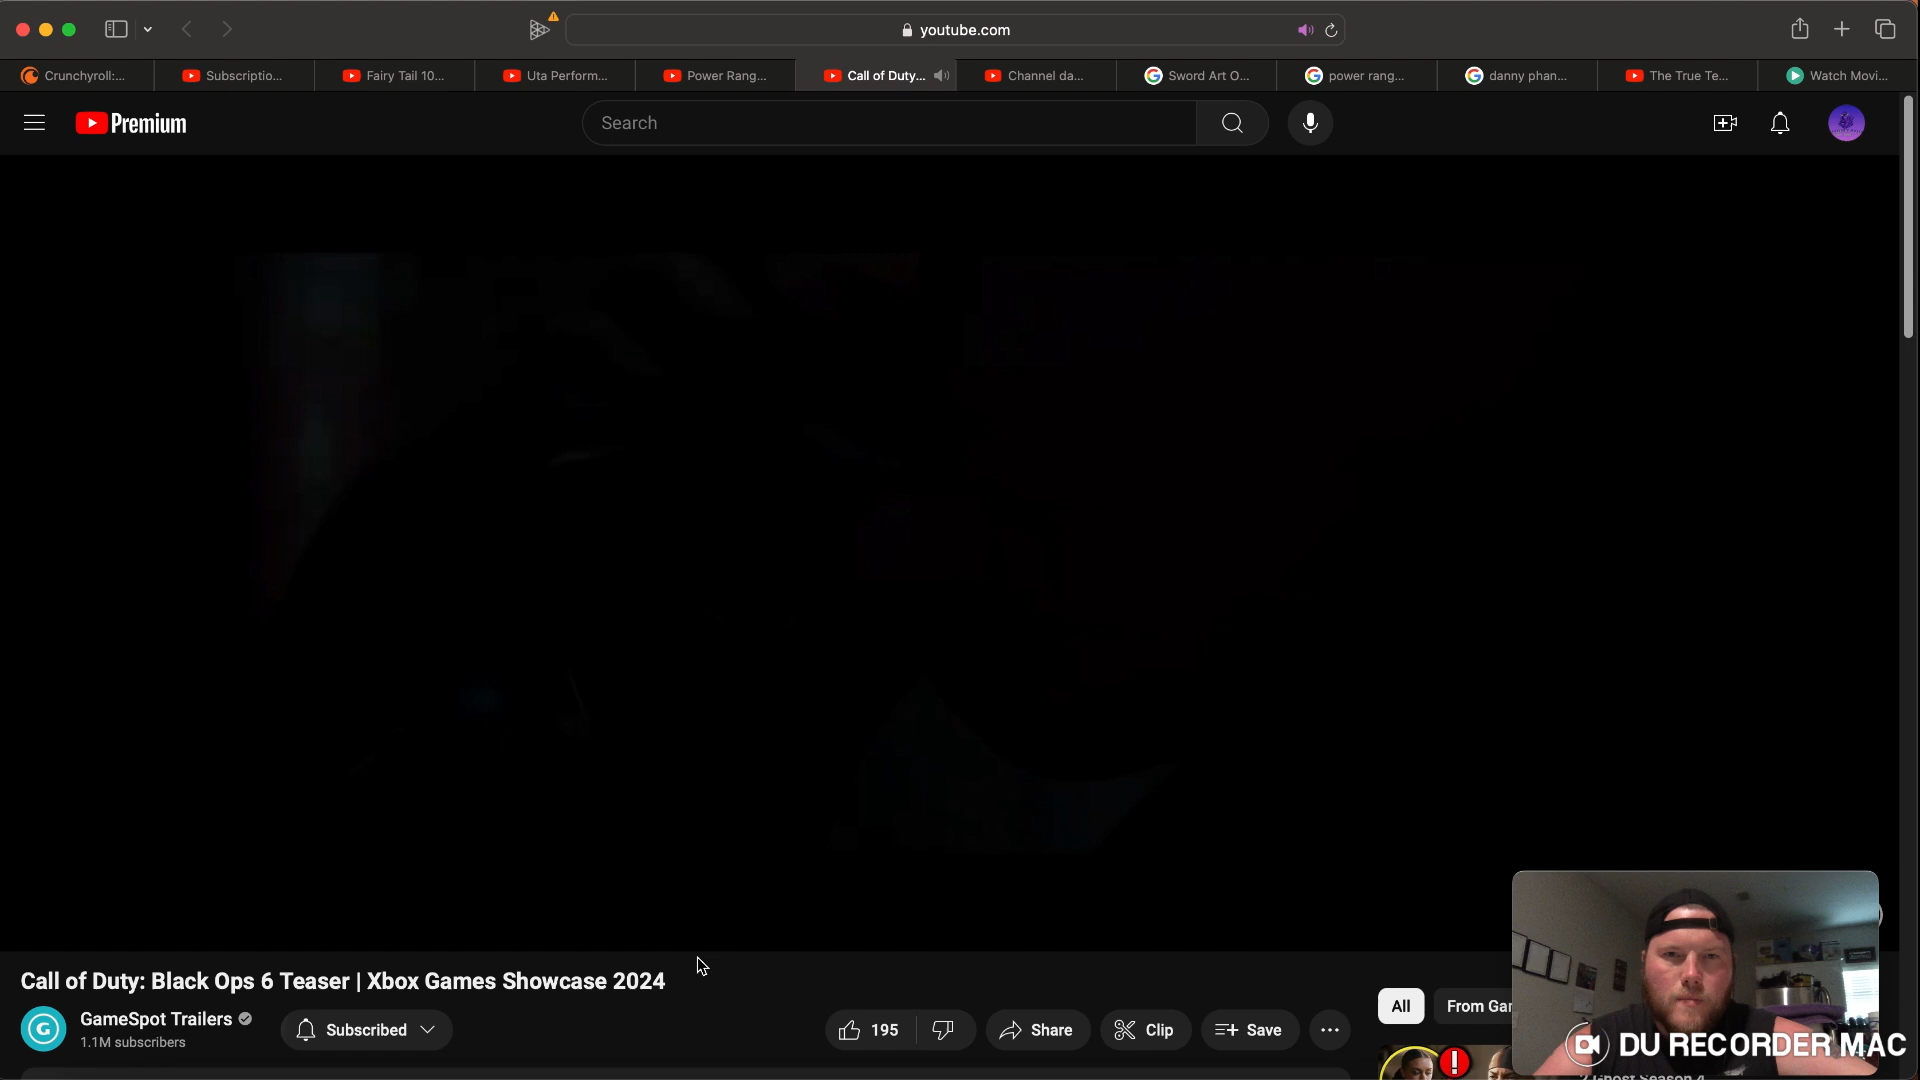 youtube.com
Crunchyroll:...
Subscriptio...
Fairy Tail 10...
Uta Perform...
Power Rang...
Call of Duty...
Channel da...
Sword Art O...
power rang...
danny phan...
The True Te...
Watch Movi...
Premium
Search
Call of Duty: Black Ops 6 Teaser | Xbox Games Showcase 2024
G
GameSpot Trailers
1.1M subscribers
Subscribed
195
Share
Clip
Save
All
From Gar
DU RECORDER MAC